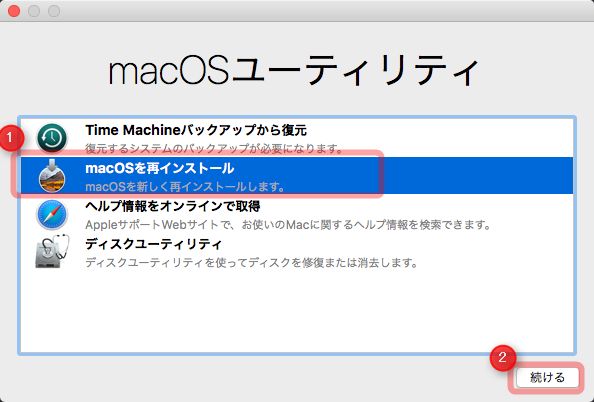 macOSユーティリティ
1
Time Machineバックアップから復元
復元するシステムのバックアップが必要になります。
macOSを再インストール
macOSを新しく再インストールします。
ヘルプ情報をオンラインで取得
AppleサポートWebサイトで、お使いのMacに関するヘルプ情報を検索できます。
ディスクユーティリティ
ディスクユーティリティを使ってディスクを修復または消去します。
2
続ける